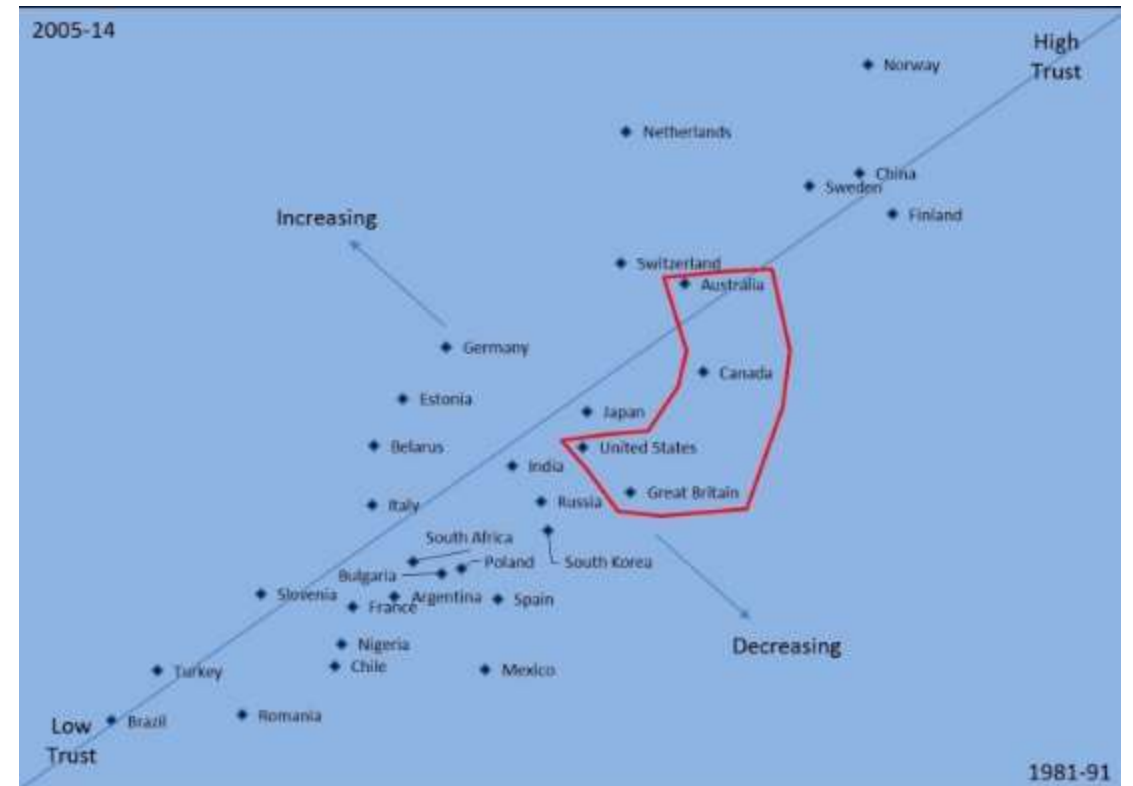 2005-14
High
Trust
Norway
Netherlands
China
Sweden
Finland
Increasing
Switzerland
Australia
Germany
Canada
Estonia
Japan
Belarus
United States
India
Great Britain
Italy
Russia
South Africa
Poland
South Korea
Bulgaria
Slovenia
Argentina
Spain
France
Nigeria
Decreasing
Chile
Turkey
Mexico
Romania
Brazil
Low
Trust
1981-91